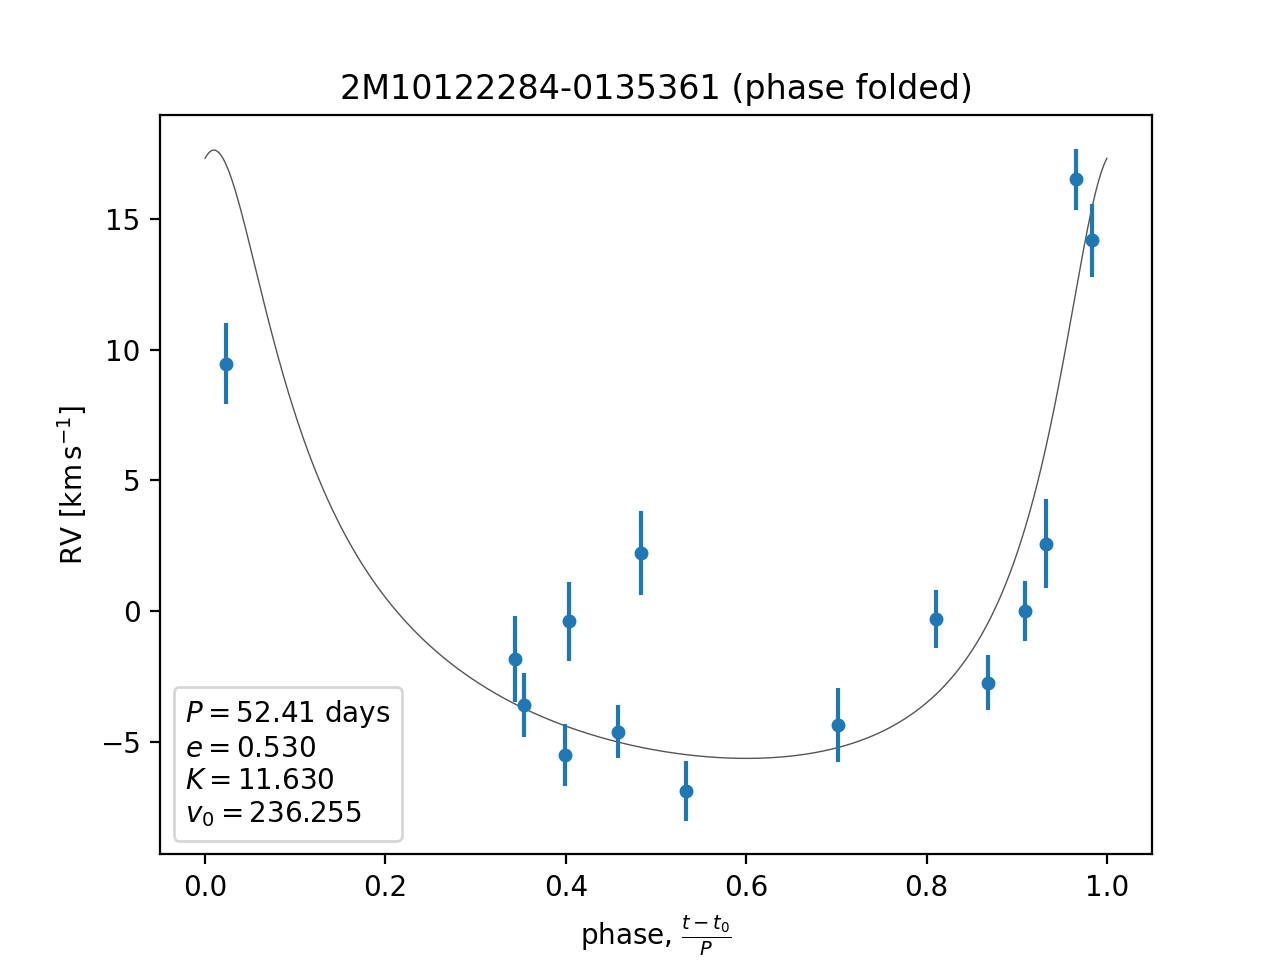 2M10122284-0135361 (phase folded)
RV [km s⁻¹]
15
10
5
0
−5
P = 52.41 days
e = 0.530
K = 11.630
v₀ = 236.255
0.0 0.2 0.4 0.6 0.8 1.0
phase, (t − t₀)/P